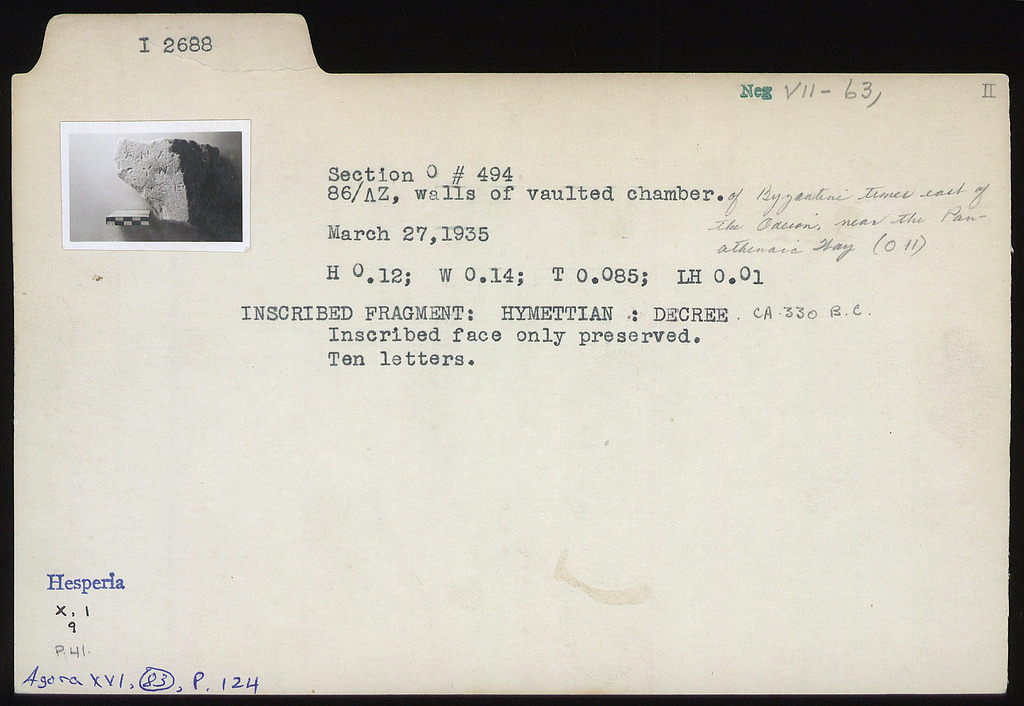 I 2688
Neg VII - 63,
II
Section O # 494
86/ΛΖ, walls of vaulted chamber. of Byzantine times east of
the Odeion, near the Pan-
athenaic Way (O 11)
March 27,1935
H 0.12; W 0.14; T 0.085; LH 0.01
INSCRIBED FRAGMENT: HYMETTIAN : DECREE. CA. 330 B.C.
Inscribed face only preserved.
Ten letters.
Hesperia
X, 1
9
P. 41.
Agora XVI, 83, P. 124